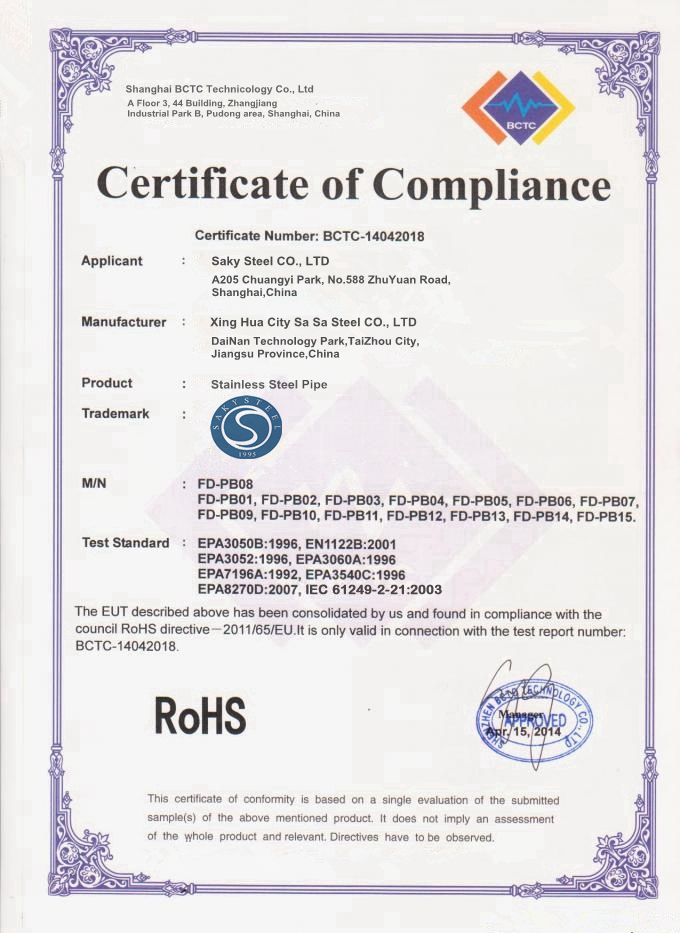 Shanghai BCTC Technicology Co., Ltd
A Floor 3, 44 Building, Zhangjiang
Industrial Park B, Pudong area, Shanghai, China
BCTC
Certificate of Compliance
Certificate Number: BCTC-14042018
Applicant : Saky Steel CO., LTD
A205 Chuangyi Park, No.588 ZhuYuan Road,
Shanghai,China
Manufacturer : Xing Hua City Sa Sa Steel CO., LTD
DaiNan Technology Park,TaiZhou City,
Jiangsu Province,China
Product : Stainless Steel Pipe
Trademark :
SAKYSTEEL
1995
M/N : FD-PB08
FD-PB01, FD-PB02, FD-PB03, FD-PB04, FD-PB05, FD-PB06, FD-PB07,
FD-PB09, FD-PB10, FD-PB11, FD-PB12, FD-PB13, FD-PB14, FD-PB15.
Test Standard : EPA3050B:1996, EN1122B:2001
EPA3052:1996, EPA3060A:1996
EPA7196A:1992, EPA3540C:1996
EPA8270D:2007, IEC 61249-2-21:2003
The EUT described above has been consolidated by us and found in compliance with the
council RoHS directive－2011/65/EU.It is only valid in connection with the test report number:
BCTC-14042018.
RoHS
SHENZHEN BCTC TECHNOLOGY CO., LTD
Manager
APPROVED
Apr. 15, 2014
This certificate of conformity is based on a single evaluation of the submitted
sample(s) of the above mentioned product. It does not imply an assessment
of the whole product and relevant. Directives have to be observed.